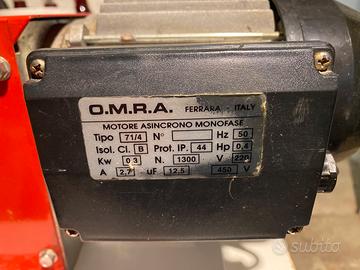 O.M.R.A. FERRARA - ITALY
MOTORE ASINCRONO MONOFASE
Tipo 71/4 N° Hz 50
Isol. Cl. B Prot. IP. 44 Hp 0,4
Kw 0,3 N. 1300 V 220
A 2,7 uF 12,5 450 V
subito